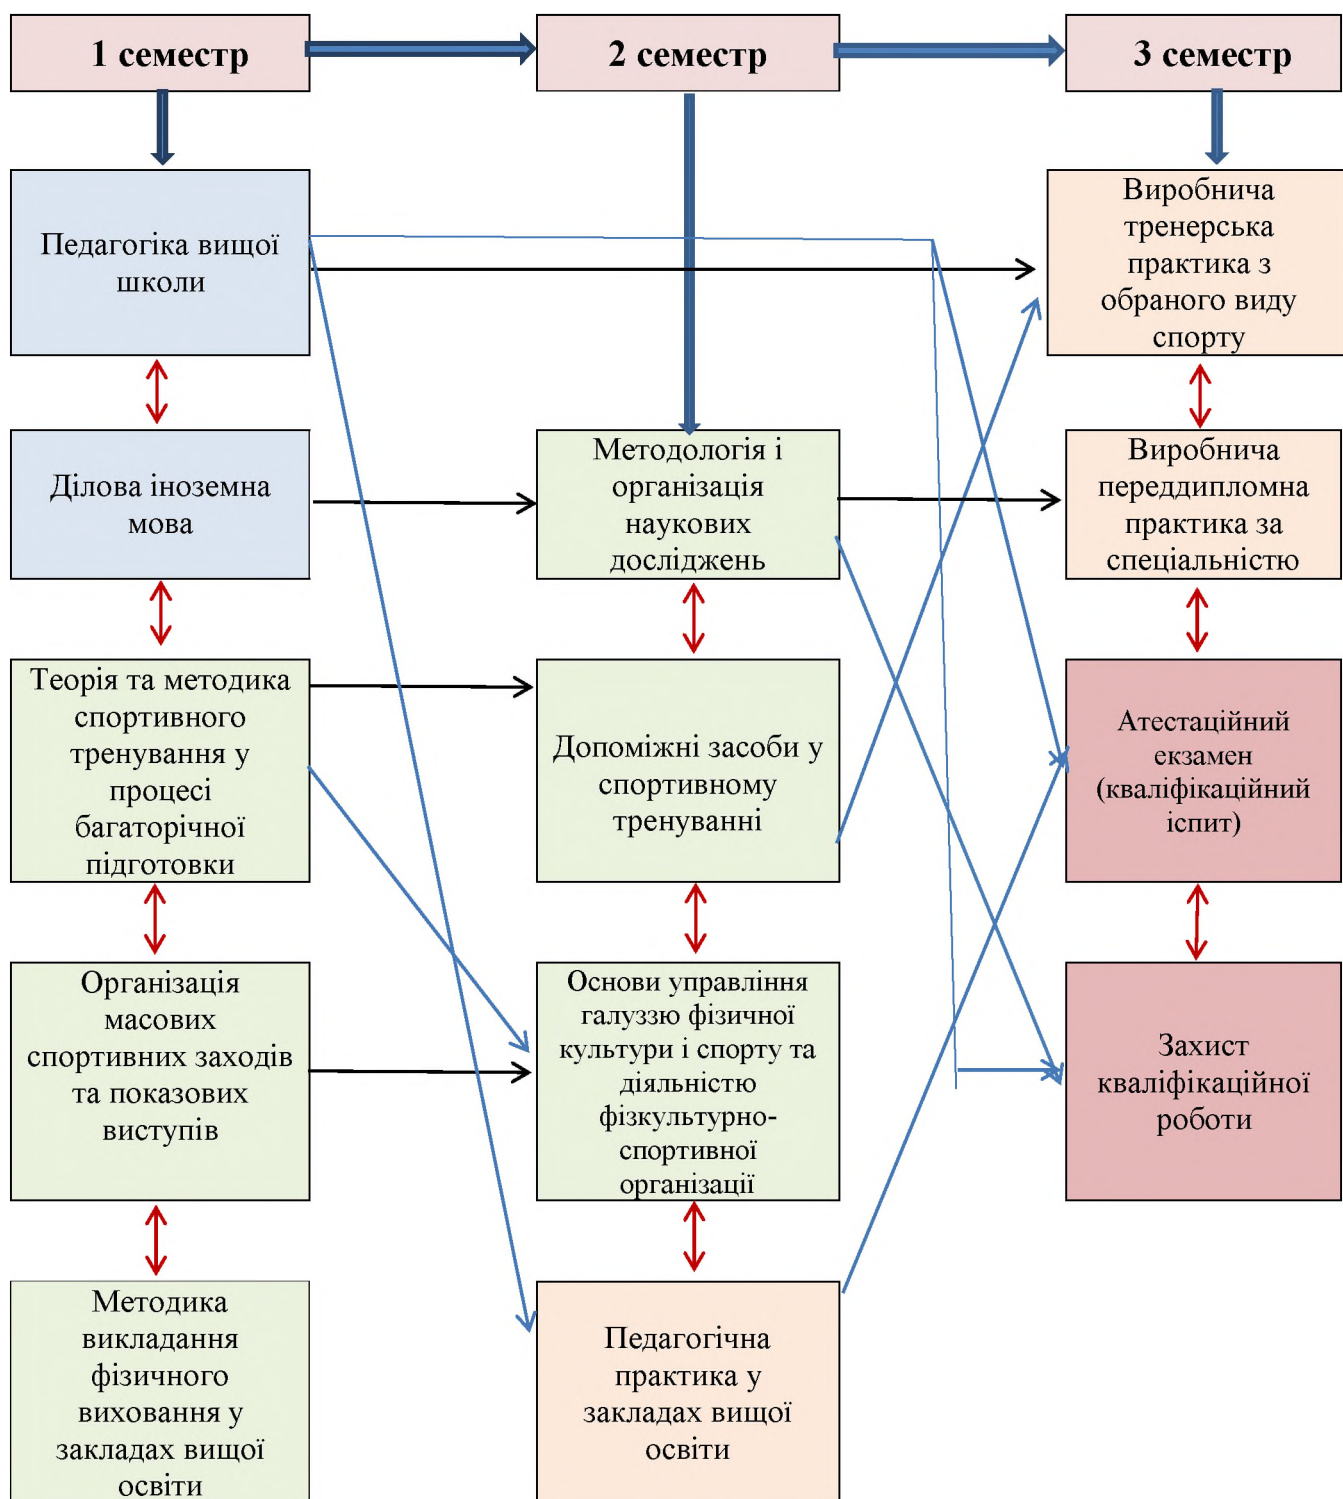 1 семестр
2 семестр
3 семестр
Педагогіка вищої
школи
Виробнича
тренерська
практика з
обраного виду
спорту
Ділова іноземна
мова
Методологія і
організація
наукових
досліджень
Виробнича
переддипломна
практика за
спеціальністю
Теорія та методика
спортивного
тренування у
процесі
багаторічної
підготовки
Допоміжні засоби у
спортивному
тренуванні
Атестаційний
екзамен
(кваліфікаційний
іспит)
Організація
масових
спортивних заходів
та показових
виступів
Основи управління
галуззю фізичної
культури і спорту та
діяльністю
фізкультурно-
спортивної
організації
Захист
кваліфікаційної
роботи
Методика
викладання
фізичного
виховання у
закладах вищої
освіти
Педагогічна
практика у
закладах вищої
освіти